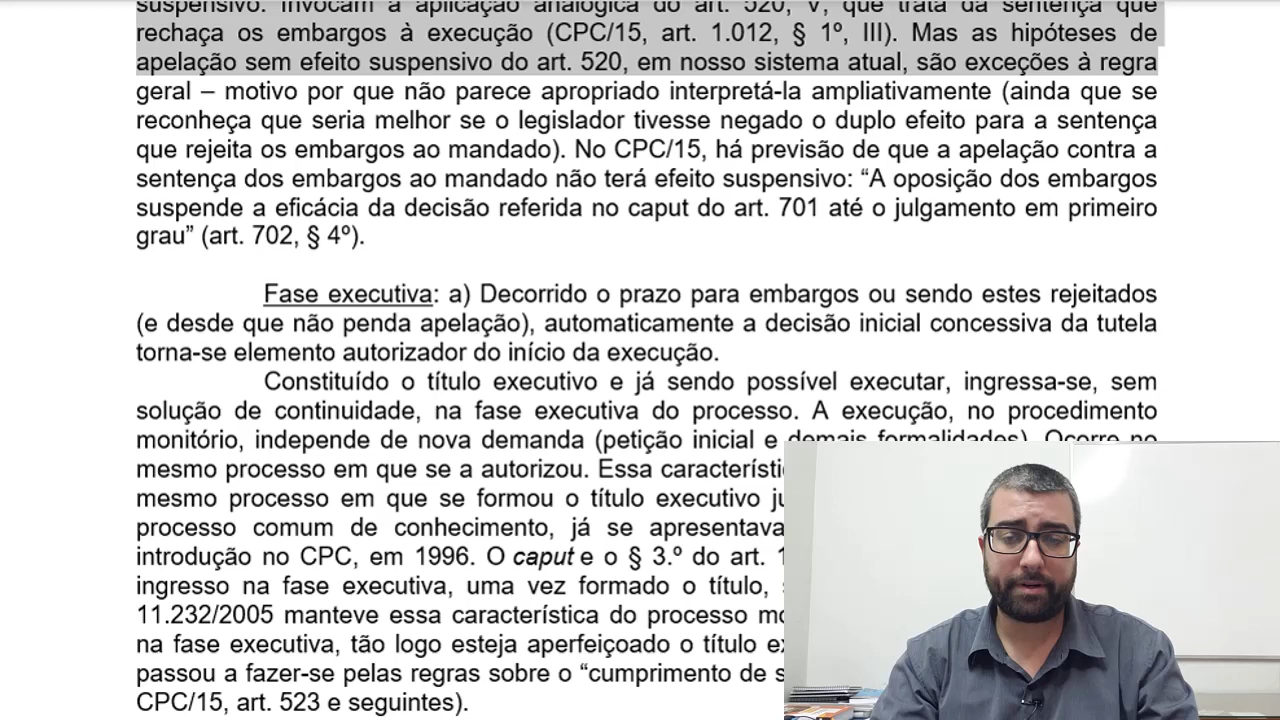 suspensivo. Invocam a aplicação analógica do art. 520, V, que trata da sentença que
rechaça os embargos à execução (CPC/15, art. 1.012, § 1º, III). Mas as hipóteses de
apelação sem efeito suspensivo do art. 520, em nosso sistema atual, são exceções à regra
geral – motivo por que não parece apropriado interpretá-la ampliativamente (ainda que se
reconheça que seria melhor se o legislador tivesse negado o duplo efeito para a sentença
que rejeita os embargos ao mandado). No CPC/15, há previsão de que a apelação contra a
sentença dos embargos ao mandado não terá efeito suspensivo: “A oposição dos embargos
suspende a eficácia da decisão referida no caput do art. 701 até o julgamento em primeiro
grau” (art. 702, § 4º).
Fase executiva: a) Decorrido o prazo para embargos ou sendo estes rejeitados
(e desde que não penda apelação), automaticamente a decisão inicial concessiva da tutela
torna-se elemento autorizador do início da execução.
Constituído o título executivo e já sendo possível executar, ingressa-se, sem
solução de continuidade, na fase executiva do processo. A execução, no procedimento
monitório, independe de nova demanda (petição inicial e demais formalidades). Ocorre no
mesmo processo em que se a autorizou. Essa característi
mesmo processo em que se formou o título executivo ju
processo comum de conhecimento, já se apresentava
introdução no CPC, em 1996. O caput e o § 3.º do art. 1
ingresso na fase executiva, uma vez formado o título,
11.232/2005 manteve essa característica do processo mo
na fase executiva, tão logo esteja aperfeiçoado o título ex
passou a fazer-se pelas regras sobre o “cumprimento de s
CPC/15, art. 523 e seguintes).